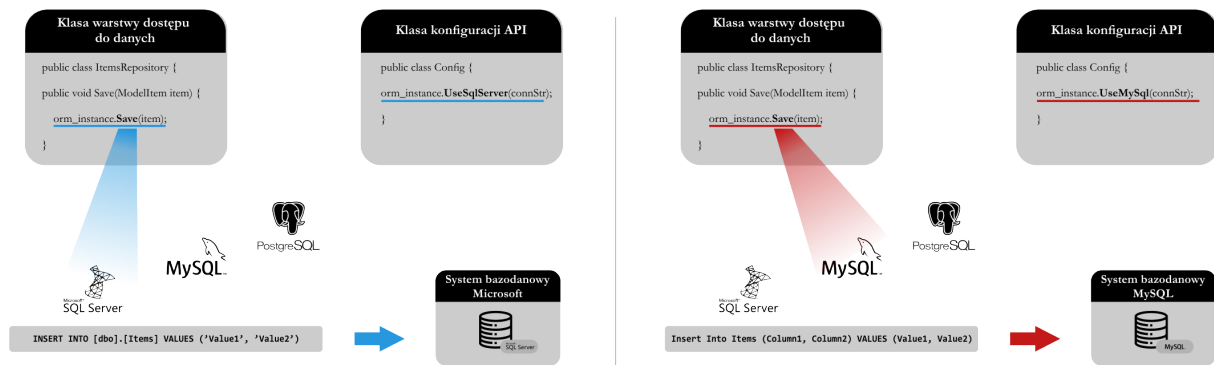 Klasa warstwy dostępu
do danych
public class ItemsRepository {
public void Save(ModelItem item) {
orm_instance.Save(item);
}
Klasa konfiguracji API
public class Config {
orm_instance.UseSqlServer(connStr);
}
PostgreSQL
MySQL
Microsoft
SQL Server
System bazodanowy
Microsoft
SQL Server
INSERT INTO [dbo].[Items] VALUES (’Value1’, ’Value2’)
Klasa warstwy dostępu
do danych
public class ItemsRepository {
public void Save(ModelItem item) {
orm_instance.Save(item);
}
Klasa konfiguracji API
public class Config {
orm_instance.UseMySql(connStr);
}
PostgreSQL
MySQL
Microsoft
SQL Server
System bazodanowy
MySQL
MySQL
Insert Into Items (Column1, Column2) VALUES (Value1, Value2)